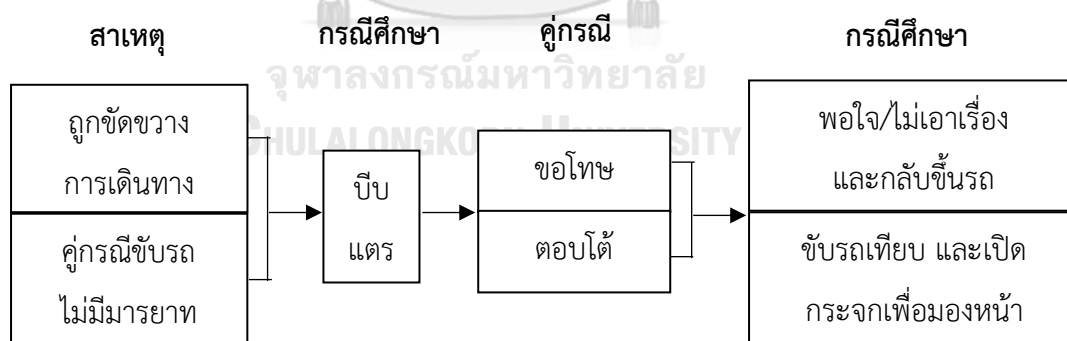 สาเหตุ
กรณีศึกษา
คู่กรณี
กรณีศึกษา
จุฬาลงกรณ์มหาวิทยาลัย
CHULALONGKORN UNIVERSITY
ถูกขัดขวาง
การเดินทาง
คู่กรณีขับรถ
ไม่มีมารยาท
บีบ
แตร
ขอโทษ
ตอบโต้
พอใจ/ไม่เอาเรื่อง
และกลับขึ้นรถ
ขับรถเทียบ และเปิด
กระจกเพื่อมองหน้า